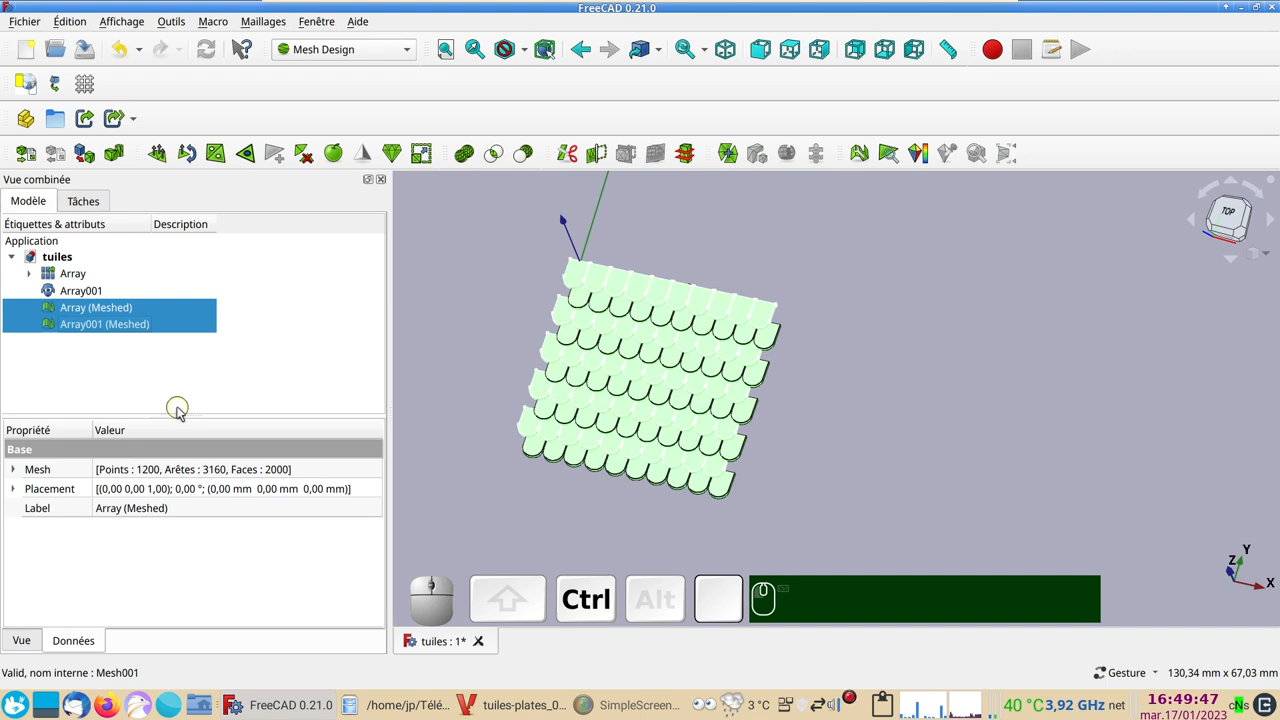 FreeCAD 0.21.0
Fichier Édition Affichage Outils Macro Maillages Fenêtre Aide
Mesh Design
Vue combinée
Modèle Tâches
Étiquettes & attributs Description
Application
tuiles
Array
Array001
Array (Meshed)
Array001 (Meshed)
TOP
Propriété Valeur
Base
Mesh [Points : 1200, Arêtes : 3160, Faces : 2000]
Placement [(0,00 0,00 1,00); 0,00 °; (0,00 mm 0,00 mm 0,00 mm)]
Label Array (Meshed)
Y
Z
X
Ctrl Alt
Vue Données
tuiles : 1*
Valid, nom interne : Mesh001
Gesture 130,34 mm x 67,03 mm
FreeCAD 0.21.0 /home/jp/Télé... tuiles-plates_0... SimpleScreen... 3 °C 40 °C 3,92 GHz net 16:49:47
mar.17/01/2023